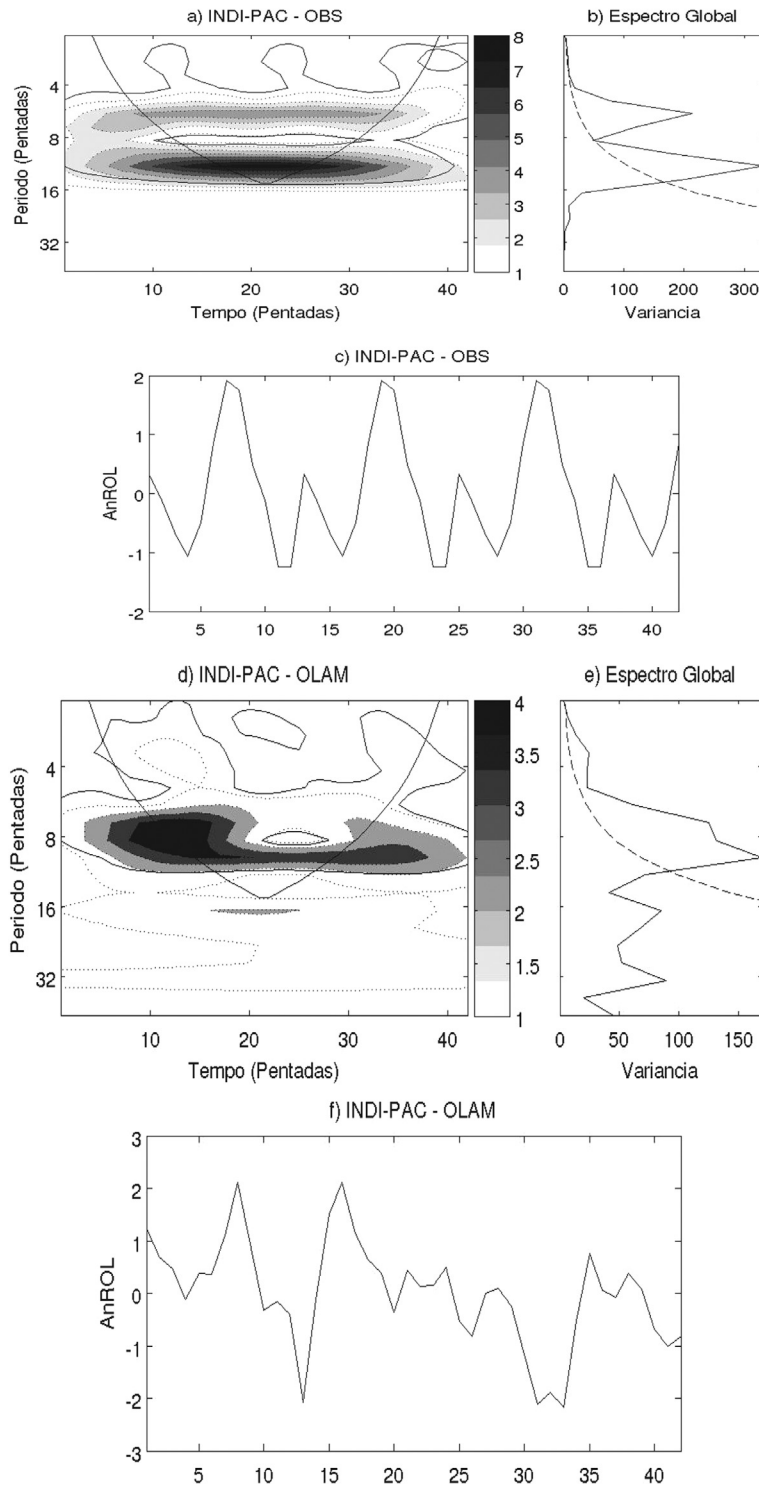 a) INDI-PAC - OBS
b) Espectro Global
Periodo (Pentadas)
4
8
16
32
10 20 30 40
Tempo (Pentadas)
8
7
6
5
4
3
2
1
0 100 200 300
Variancia
c) INDI-PAC - OBS
AnROL
2
1
0
-1
-2
5 10 15 20 25 30 35 40
d) INDI-PAC - OLAM
e) Espectro Global
Periodo (Pentadas)
4
8
16
32
10 20 30 40
Tempo (Pentadas)
4
3.5
3
2.5
2
1.5
1
0 50 100 150
Variancia
f) INDI-PAC - OLAM
AnROL
3
2
1
0
-1
-2
-3
5 10 15 20 25 30 35 40